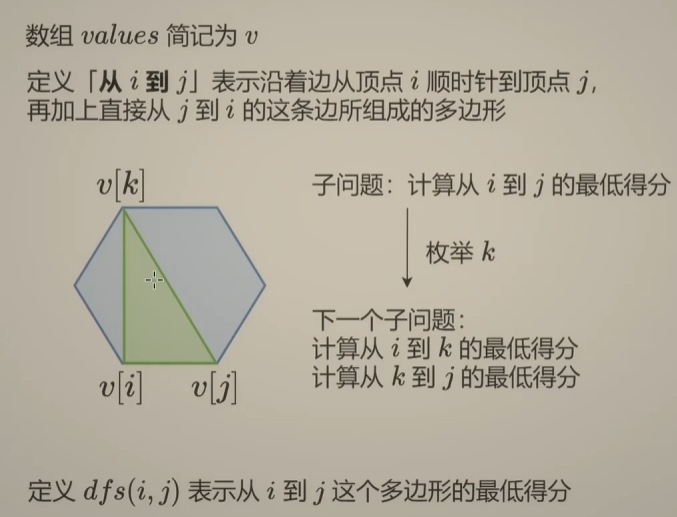 数组 values 简记为 v
定义「从 i 到 j」表示沿着边从顶点 i 顺时针到顶点 j,
再加上直接从 j 到 i 的这条边所组成的多边形
v[k]
子问题：计算从 i 到 j 的最低得分
枚举 k
下一个子问题：
计算从 i 到 k 的最低得分
计算从 k 到 j 的最低得分
v[i]
v[j]
定义 dfs(i, j) 表示从 i 到 j 这个多边形的最低得分